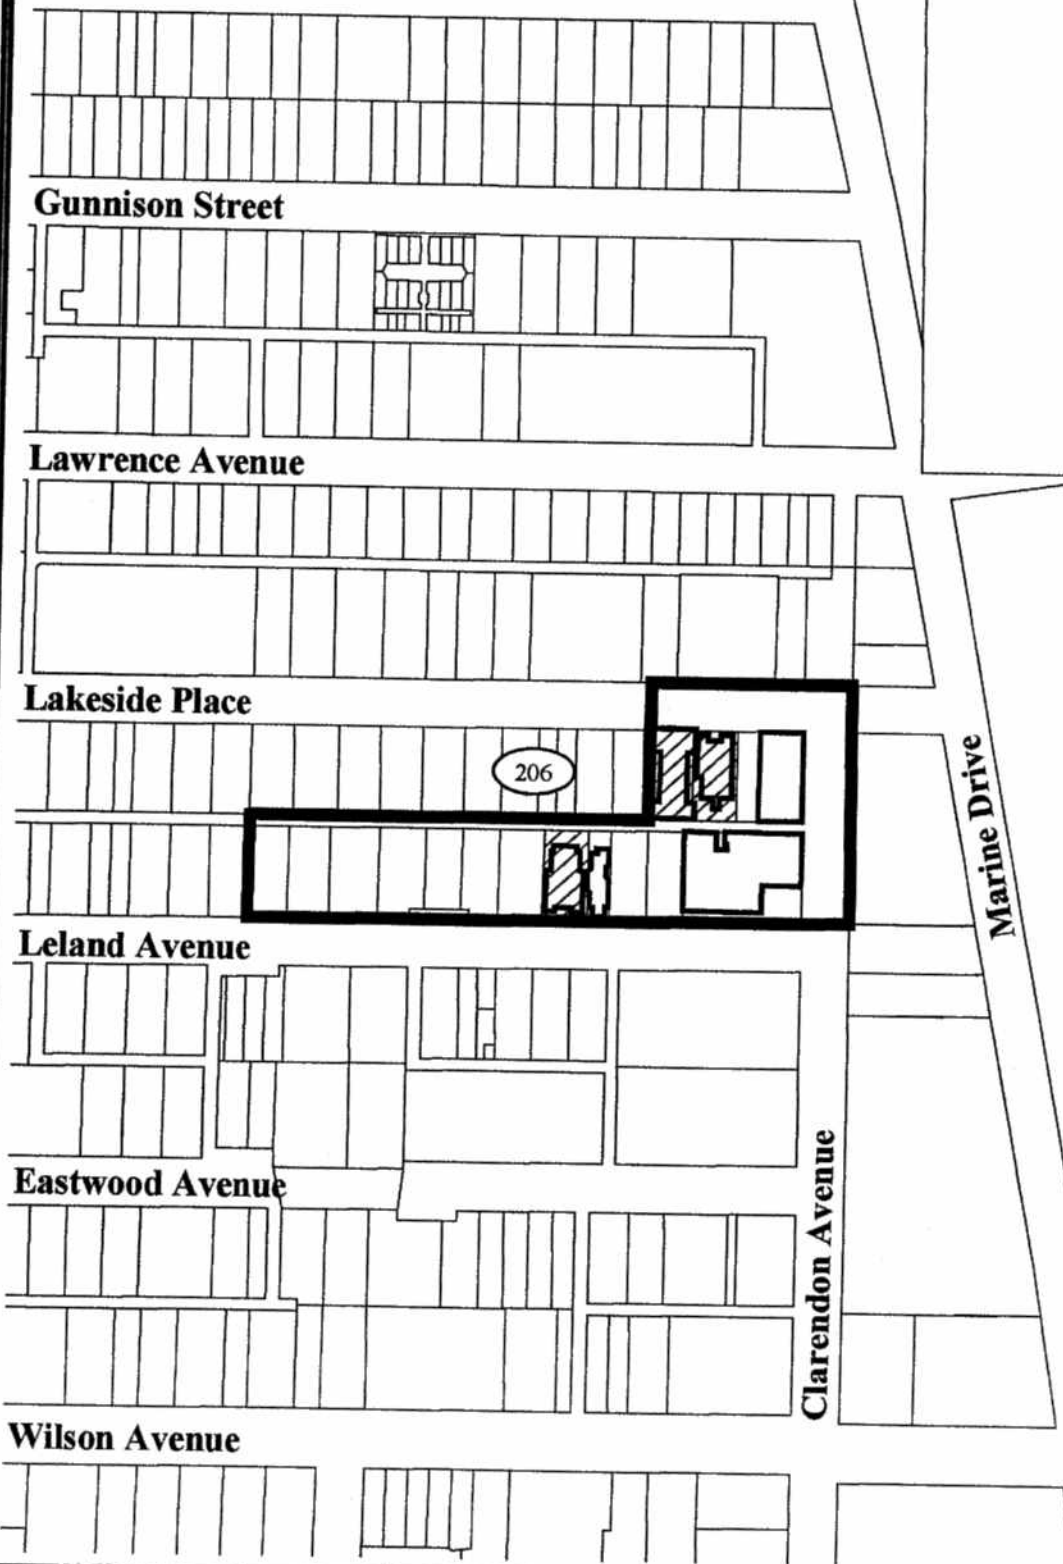 Gunnison Street
Lawrence Avenue
Lakeside Place
206
Marine Drive
Leland Avenue
Eastwood Avenue
Clarendon Avenue
Wilson Avenue